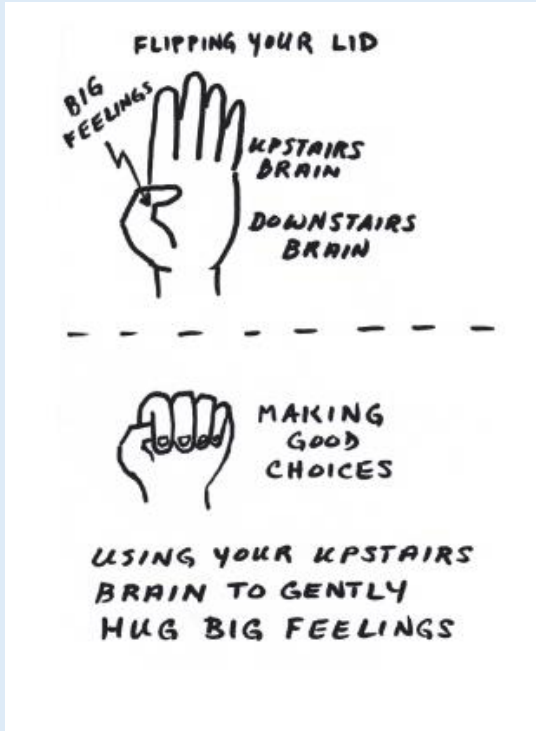 FLIPPING YOUR LID
BIG
FEELINGS
UPSTAIRS
BRAIN
DOWNSTAIRS
BRAIN
MAKING
GOOD
CHOICES
USING YOUR UPSTAIRS
BRAIN TO GENTLY
HUG BIG FEELINGS